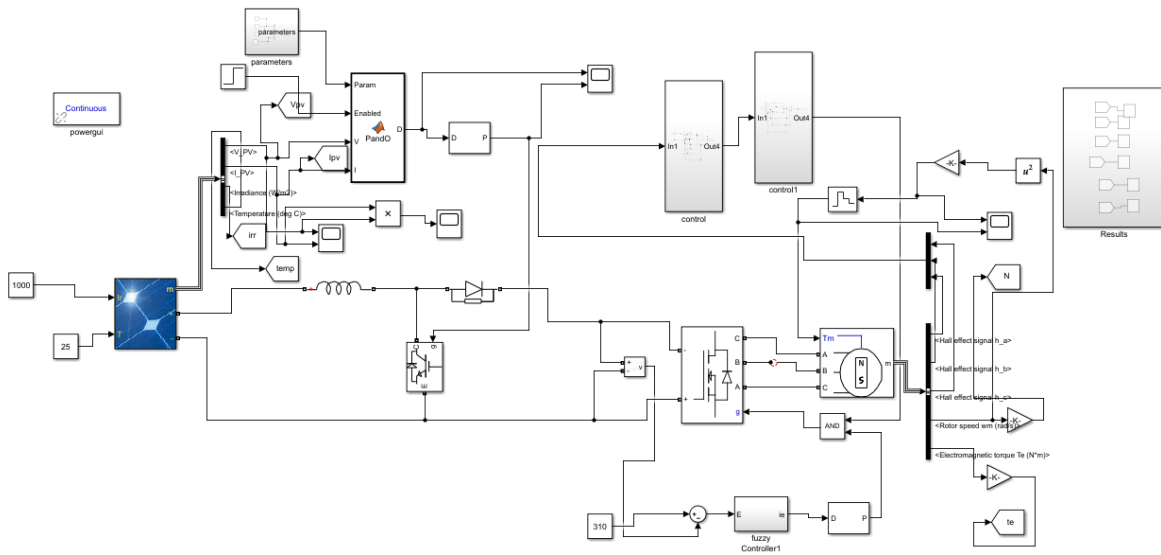 parameters
parameters
Continuous
powergui
Vpv
Param
Enabled
V
I
PandO
D
D
P
Ipv
<V_PV>
<I_PV>
<Irradiance (W/m2)>
<Temperature (deg C)>
×
irr
temp
1000
25
Ir
T
m
+
-
g
C
E
In1
Out4
control
In1
Out4
control1
-K-
u²
Results
N
+
-
v
-
+
C
B
A
g
Tm
A
B
C
N
S
m
AND
<Hall effect signal h_a>
<Hall effect signal h_b>
<Hall effect signal h_c>
<Rotor speed wm (rad/s)>
<Electromagnetic torque Te (N*m)>
-K-
-K-
te
310
+
-
E
ie
fuzzy
Controller1
D
P